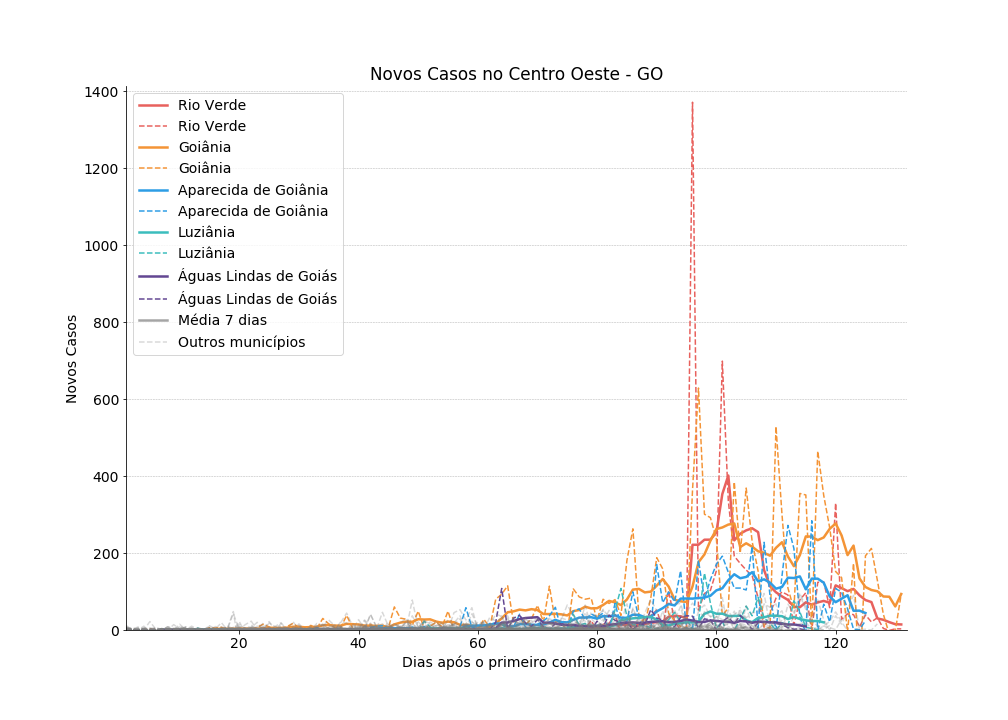 Novos Casos no Centro Oeste - GO
1400
1200
1000
800
600
400
200
0
Novos Casos
Rio Verde
Rio Verde
Goiânia
Goiânia
Aparecida de Goiânia
Aparecida de Goiânia
Luziânia
Luziânia
Águas Lindas de Goiás
Águas Lindas de Goiás
Média 7 dias
Outros municípios
20 40 60 80 100 120
Dias após o primeiro confirmado